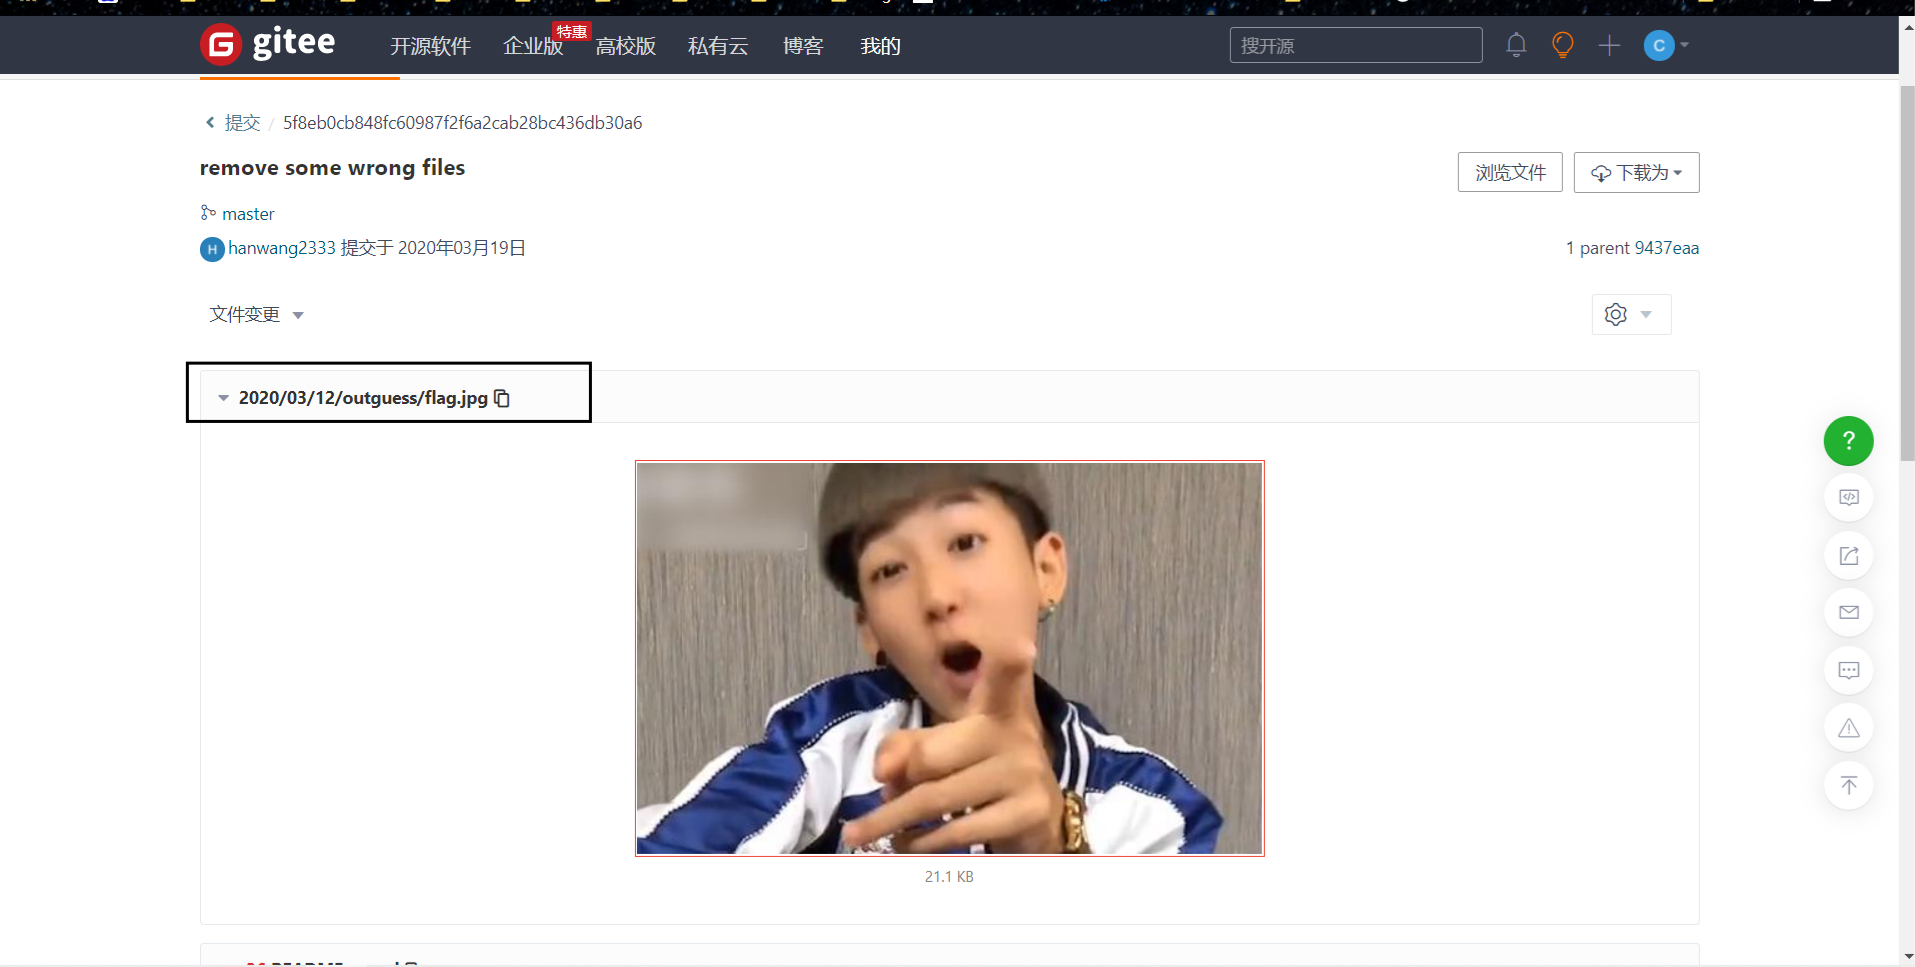 gitee 开源软件 企业版 特惠 高校版 私有云 博客 我的 搜开源 C
提交 / 5f8eb0cb848fc60987f2f6a2cab28bc436db30a6
remove some wrong files
浏览文件 下载为
master
H hanwang2333 提交于 2020年03月19日 1 parent 9437eaa
文件变更
2020/03/12/outguess/flag.jpg
?
21.1 KB